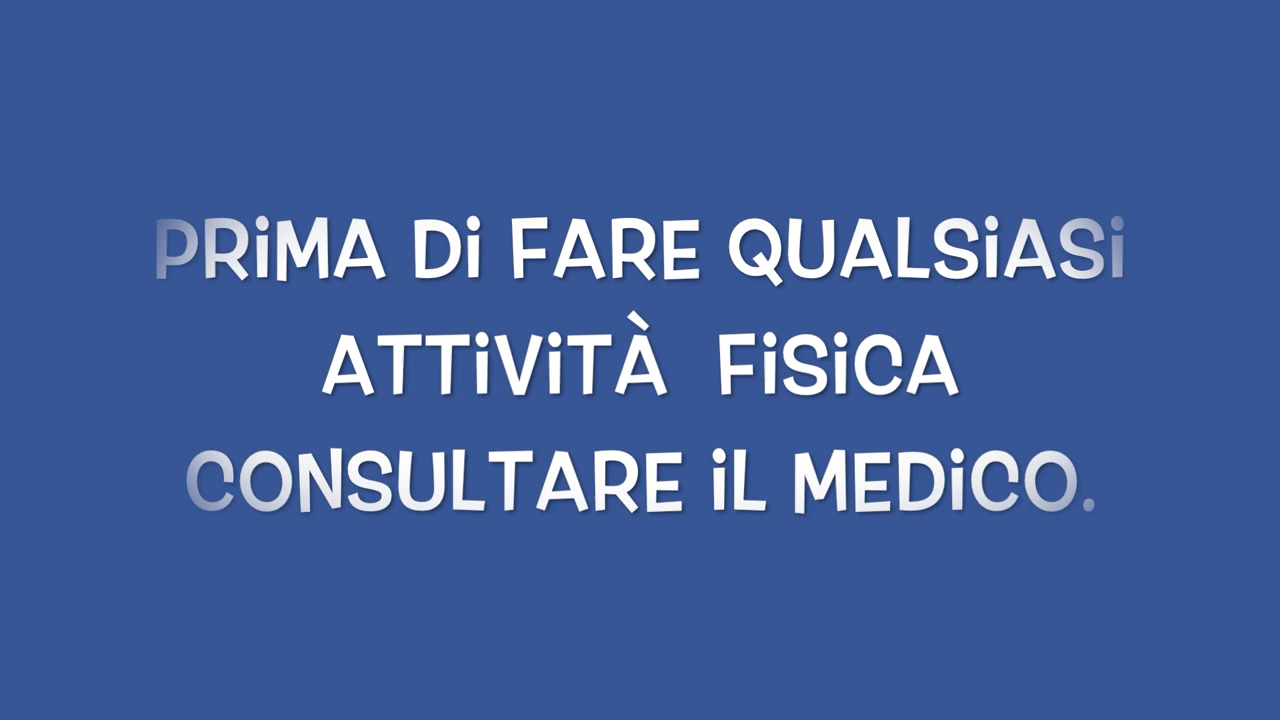 PRiMA Di FARE QUALSiASi
ATTiViTÀ FiSiCA
CONSULTARE iL MEDiCO.